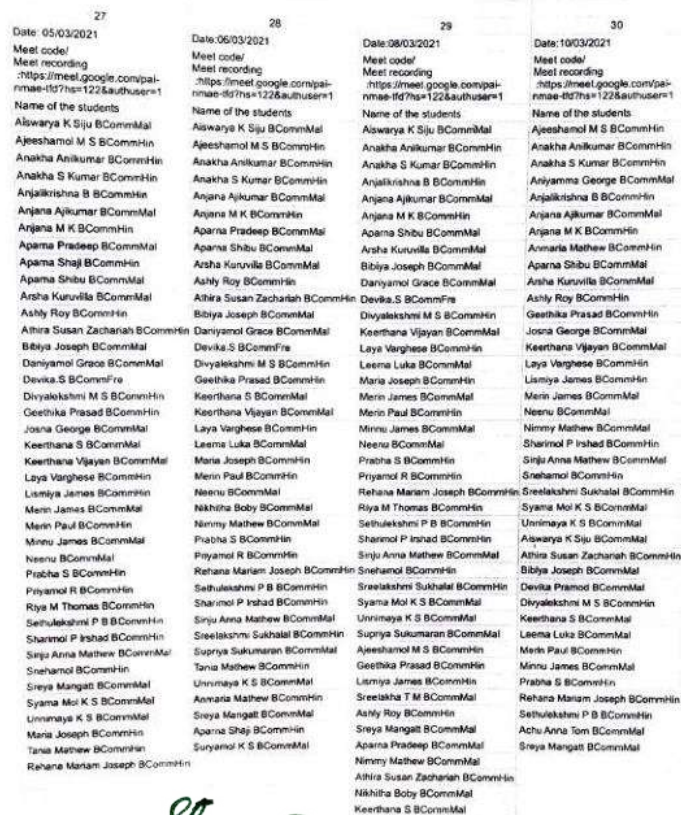 27
Date: 05/03/2021
Meet code/
Meet recording
:https://meet.google.com/pai-
nmae-tfd?hs=122&authuser=1
Name of the students
Aiswarya K Siju BCommMal
Ajeeshamol M S BCommHin
Anakha Anilkumar BCommHin
Anakha S Kumar BCommHin
Anjalikrishna B BCommHin
Anjana Ajikumar BCommMal
Anjana M K BCommHin
Aparna Pradeep BCommMal
Aparna Shaji BCommHin
Aparna Shibu BCommMal
Arsha Kuruvilla BCommMal
Ashly Roy BCommHin
Athira Susan Zachariah BCommHin
Bibiya Joseph BCommMal
Daniyamol Grace BCommMal
Devika.S BCommFre
Divyalekshmi M S BCommHin
Geethika Prasad BCommHin
Josna George BCommMal
Keerthana S BCommMal
Keerthana Vijayan BCommMal
Laya Varghese BCommHin
Lismiya James BCommHin
Merin James BCommMal
Merin Paul BCommHin
Minnu James BCommMal
Neenu BCommMal
Prabha S BCommHin
Priyamol R BCommHin
Riya M Thomas BCommHin
Sethulekshmi P B BCommHin
Sharimol P Irshad BCommHin
Sinju Anna Mathew BCommMal
Snehamol BCommHin
Sreya Mangatt BCommMal
Syama Mol K S BCommMal
Unnimaya K S BCommMal
Maria Joseph BCommHin
Tania Mathew BCommHin
Rehana Mariam Joseph BCommHin
28
Date:06/03/2021
Meet code/
Meet recording
:https://meet.google.com/pai-
nmae-tfd?hs=122&authuser=1
Name of the students
Aiswarya K Siju BCommMal
Ajeeshamol M S BCommHin
Anakha Anilkumar BCommHin
Anakha S Kumar BCommHin
Anjana Ajikumar BCommMal
Anjana M K BCommHin
Aparna Pradeep BCommMal
Aparna Shibu BCommMal
Arsha Kuruvilla BCommMal
Ashly Roy BCommHin
Athira Susan Zachariah BCommHin
Bibiya Joseph BCommMal
Daniyamol Grace BCommMal
Devika.S BCommFre
Divyalekshmi M S BCommHin
Geethika Prasad BCommHin
Keerthana S BCommMal
Keerthana Vijayan BCommMal
Laya Varghese BCommHin
Leema Luka BCommMal
Maria Joseph BCommHin
Merin Paul BCommHin
Neenu BCommMal
Nikhitha Boby BCommMal
Nimmy Mathew BCommMal
Prabha S BCommHin
Priyamol R BCommHin
Rehana Mariam Joseph BCommHin
Sethulekshmi P B BCommHin
Sharimol P Irshad BCommHin
Sinju Anna Mathew BCommMal
Sreelakshmi Sukhalal BCommHin
Supriya Sukumaran BCommMal
Tania Mathew BCommHin
Unnimaya K S BCommMal
Anmaria Mathew BCommHin
Sreya Mangatt BCommMal
Aparna Shaji BCommHin
Suryamol K S BCommMal
29
Date:08/03/2021
Meet code/
Meet recording
:https://meet.google.com/pai-
nmae-tfd?hs=122&authuser=1
Name of the students
Aiswarya K Siju BCommMal
Anakha Anilkumar BCommHin
Anakha S Kumar BCommHin
Anjalikrishna B BCommHin
Anjana Ajikumar BCommMal
Anjana M K BCommHin
Aparna Shibu BCommMal
Arsha Kuruvilla BCommMal
Bibiya Joseph BCommMal
Daniyamol Grace BCommMal
Devika.S BCommFre
Divyalekshmi M S BCommHin
Keerthana Vijayan BCommMal
Laya Varghese BCommHin
Leema Luka BCommMal
Maria Joseph BCommHin
Merin James BCommMal
Merin Paul BCommHin
Minnu James BCommMal
Neenu BCommMal
Prabha S BCommHin
Priyamol R BCommHin
Rehana Mariam Joseph BCommHin
Riya M Thomas BCommHin
Sethulekshmi P B BCommHin
Sharimol P Irshad BCommHin
Sinju Anna Mathew BCommMal
Snehamol BCommHin
Sreelakshmi Sukhalal BCommHin
Syama Mol K S BCommMal
Unnimaya K S BCommMal
Supriya Sukumaran BCommMal
Ajeeshamol M S BCommHin
Geethika Prasad BCommHin
Lismiya James BCommHin
Sreelakha T M BCommMal
Ashly Roy BCommHin
Sreya Mangatt BCommMal
Aparna Pradeep BCommMal
Nimmy Mathew BCommMal
Athira Susan Zachariah BCommHin
Nikhitha Boby BCommMal
Keerthana S BCommMal
30
Date:10/03/2021
Meet code/
Meet recording
:https://meet.google.com/pai-
nmae-tfd?hs=122&authuser=1
Name of the students
Ajeeshamol M S BCommHin
Anakha Anilkumar BCommHin
Anakha S Kumar BCommHin
Aniyamma George BCommMal
Anjalikrishna B BCommHin
Anjana Ajikumar BCommMal
Anjana M K BCommHin
Anmaria Mathew BCommHin
Aparna Shibu BCommMal
Arsha Kuruvilla BCommMal
Ashly Roy BCommHin
Geethika Prasad BCommHin
Josna George BCommMal
Keerthana Vijayan BCommMal
Laya Varghese BCommHin
Lismiya James BCommHin
Merin James BCommMal
Neenu BCommMal
Nimmy Mathew BCommMal
Sharimol P Irshad BCommHin
Sinju Anna Mathew BCommMal
Snehamol BCommHin
Sreelakshmi Sukhalal BCommHin
Syama Mol K S BCommMal
Unnimaya K S BCommMal
Aiswarya K Siju BCommMal
Athira Susan Zachariah BCommHin
Bibiya Joseph BCommMal
Devika Pramod BCommMal
Divyalekshmi M S BCommHin
Keerthana S BCommMal
Leema Luka BCommMal
Merin Paul BCommHin
Minnu James BCommMal
Prabha S BCommHin
Rehana Mariam Joseph BCommHin
Sethulekshmi P B BCommHin
Achu Anna Tom BCommMal
Sreya Mangatt BCommMal